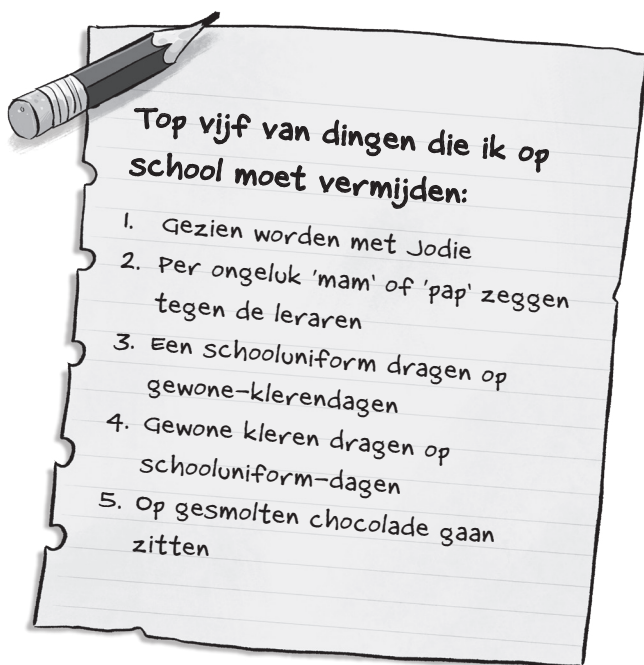 Top vijf van dingen die ik op
school moet vermijden:
1. Gezien worden met Jodie
2. Per ongeluk 'mam' of 'pap' zeggen
tegen de leraren
3. Een schooluniform dragen op
gewone-klerendagen
4. Gewone kleren dragen op
schooluniform-dagen
5. Op gesmolten chocolade gaan
zitten